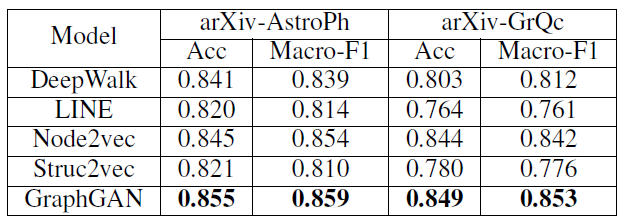 Model arXiv-AstroPh arXiv-GrQc
Acc Macro-F1 Acc Macro-F1
DeepWalk 0.841 0.839 0.803 0.812
LINE 0.820 0.814 0.764 0.761
Node2vec 0.845 0.854 0.844 0.842
Struc2vec 0.821 0.810 0.780 0.776
GraphGAN 0.855 0.859 0.849 0.853